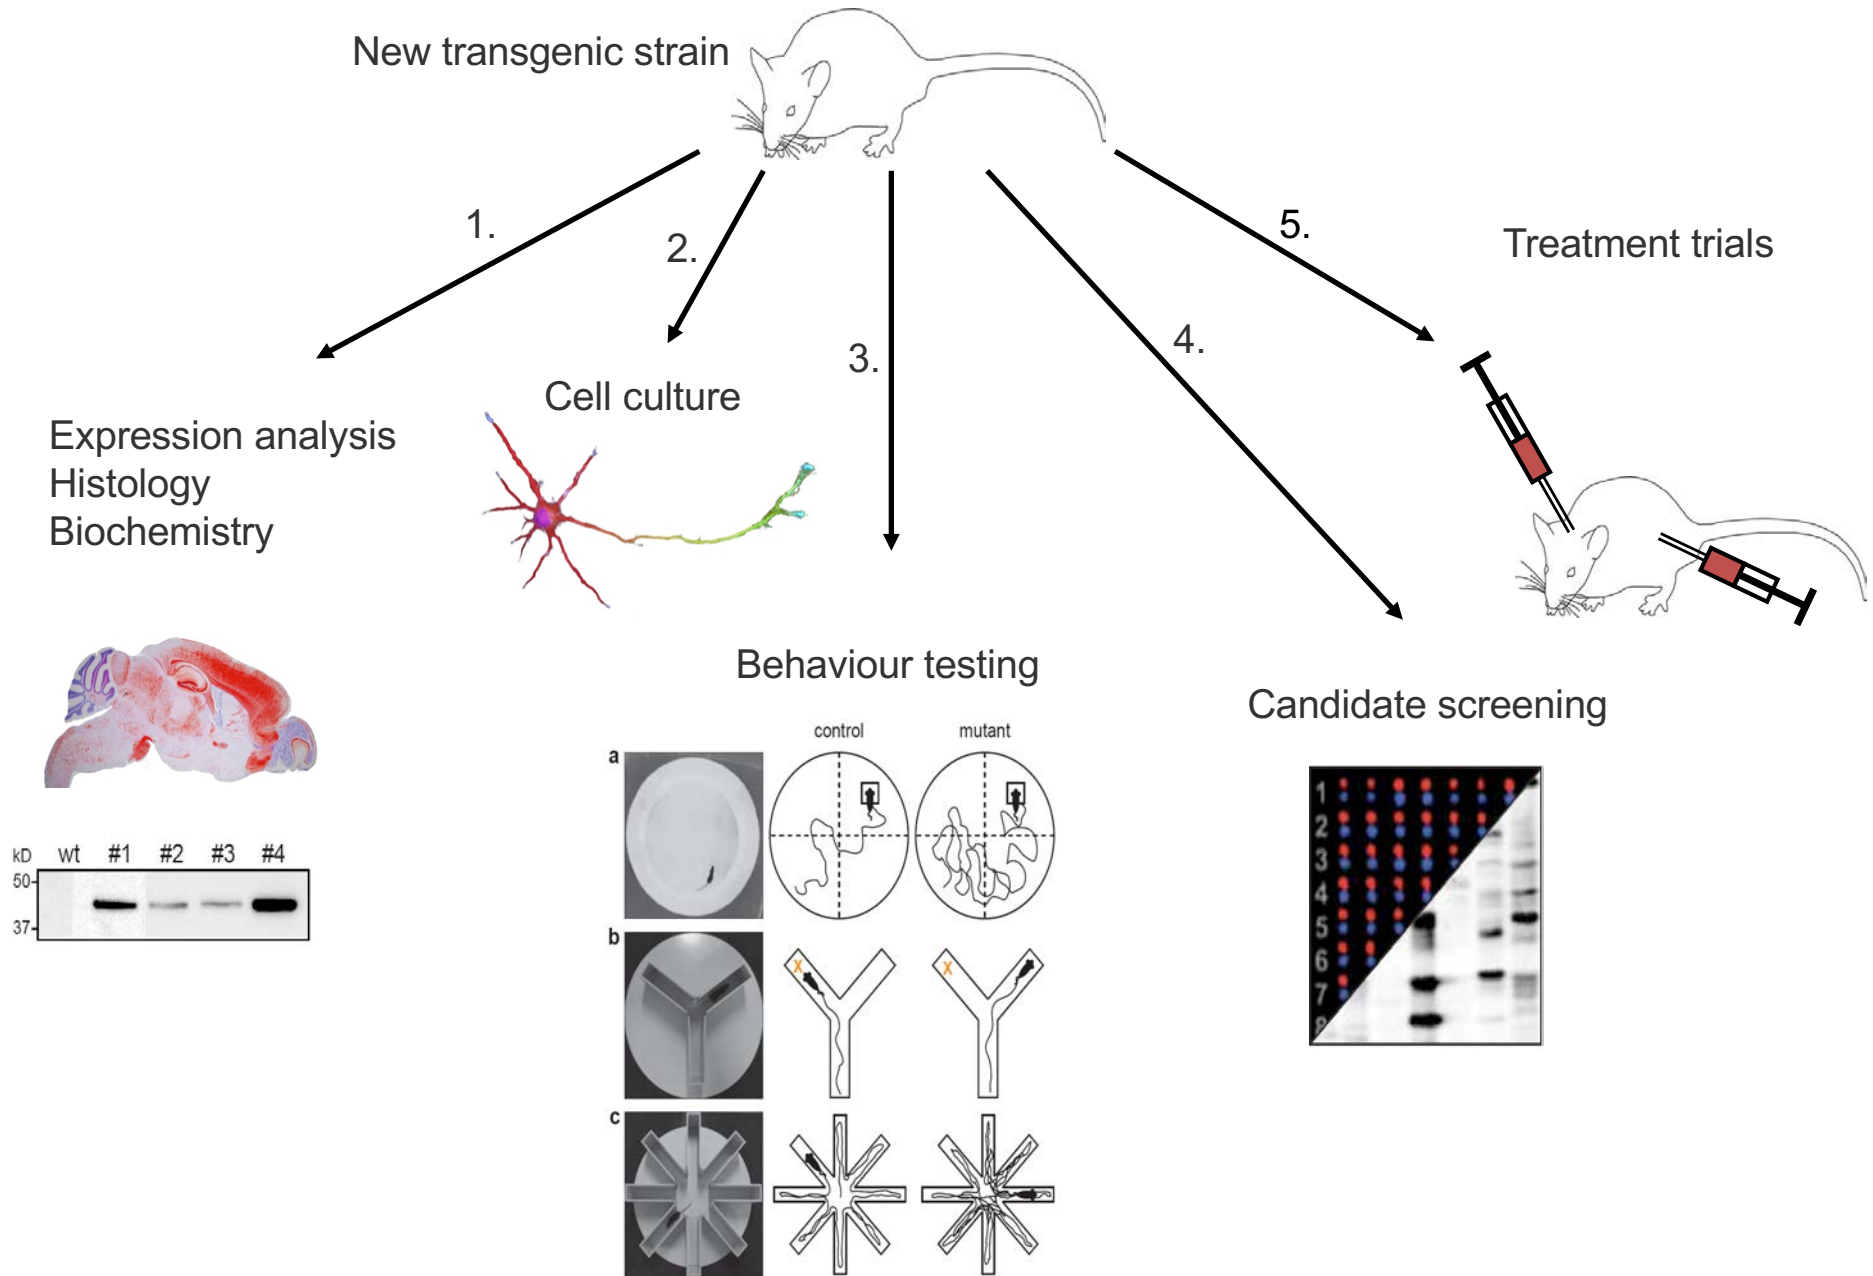 New transgenic strain
1.
2.
3.
4.
5.
Treatment trials
Expression analysis
Histology
Biochemistry
Cell culture
Behaviour testing
Candidate screening
control
mutant
a
b
X
X
c
kD
wt
#1
#2
#3
#4
50
37
1
2
3
4
5
6
7
8